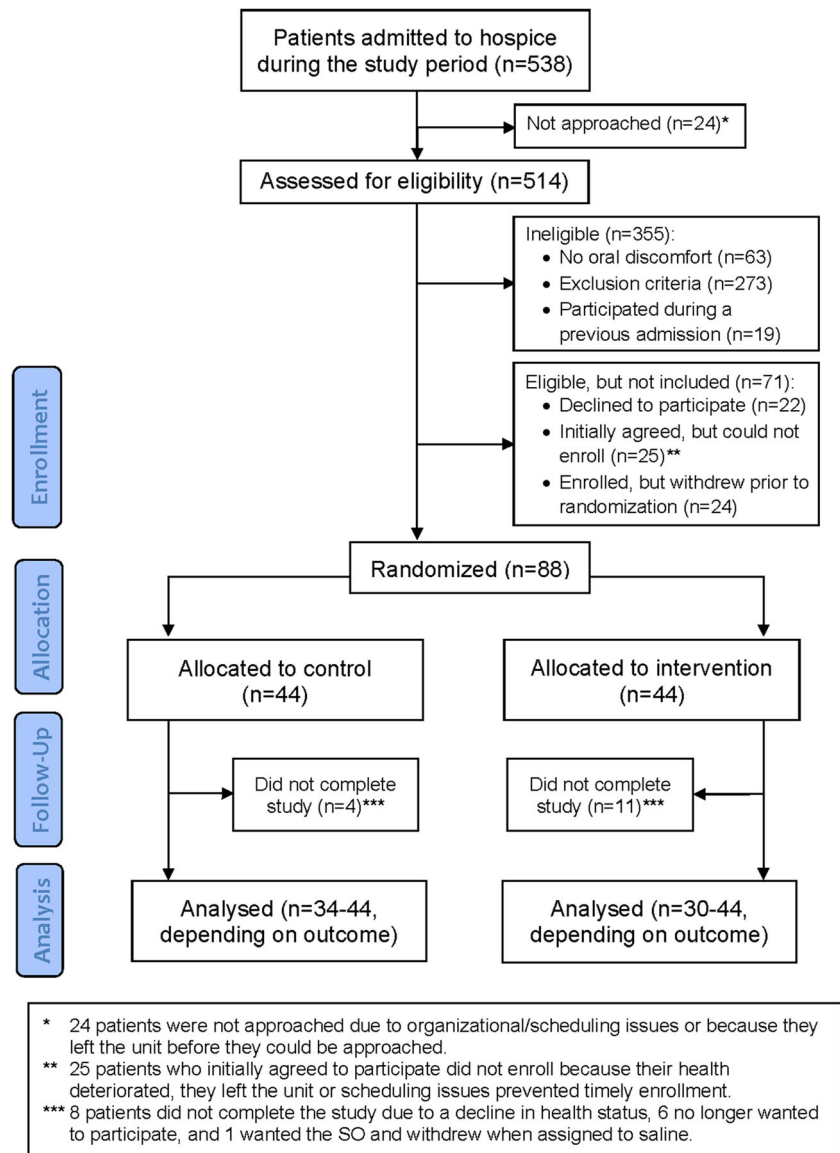 Patients admitted to hospice
during the study period (n=538)
Not approached (n=24)*
Assessed for eligibility (n=514)
Ineligible (n=355):
• No oral discomfort (n=63)
• Exclusion criteria (n=273)
• Participated during a
previous admission (n=19)
Enrollment
Eligible, but not included (n=71):
• Declined to participate (n=22)
• Initially agreed, but could not
enroll (n=25)**
• Enrolled, but withdrew prior to
randomization (n=24)
Randomized (n=88)
Allocation
Allocated to control
(n=44)
Allocated to intervention
(n=44)
Follow-Up
Did not complete
study (n=4)***
Did not complete
study (n=11)***
Analysis
Analysed (n=34-44,
depending on outcome)
Analysed (n=30-44,
depending on outcome)
* 24 patients were not approached due to organizational/scheduling issues or because they
left the unit before they could be approached.
** 25 patients who initially agreed to participate did not enroll because their health
deteriorated, they left the unit or scheduling issues prevented timely enrollment.
*** 8 patients did not complete the study due to a decline in health status, 6 no longer wanted
to participate, and 1 wanted the SO and withdrew when assigned to saline.